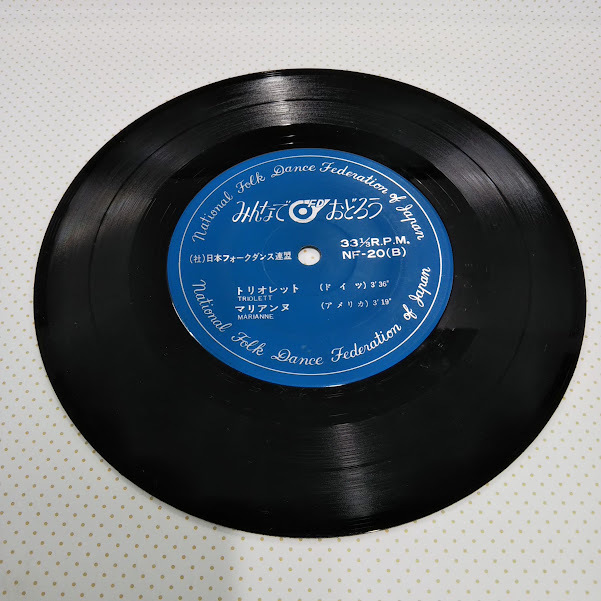 National Folk Dance Federation of Japan
みんなで おどろう
33⅓R.P.M.
(社)日本フォークダンス連盟 NF-20(B)
トリオレット (ドイツ) 3'36"
TRIOLETT
マリアンヌ (アメリカ) 3'19"
MARIANNE
National Folk Dance Federation of Japan